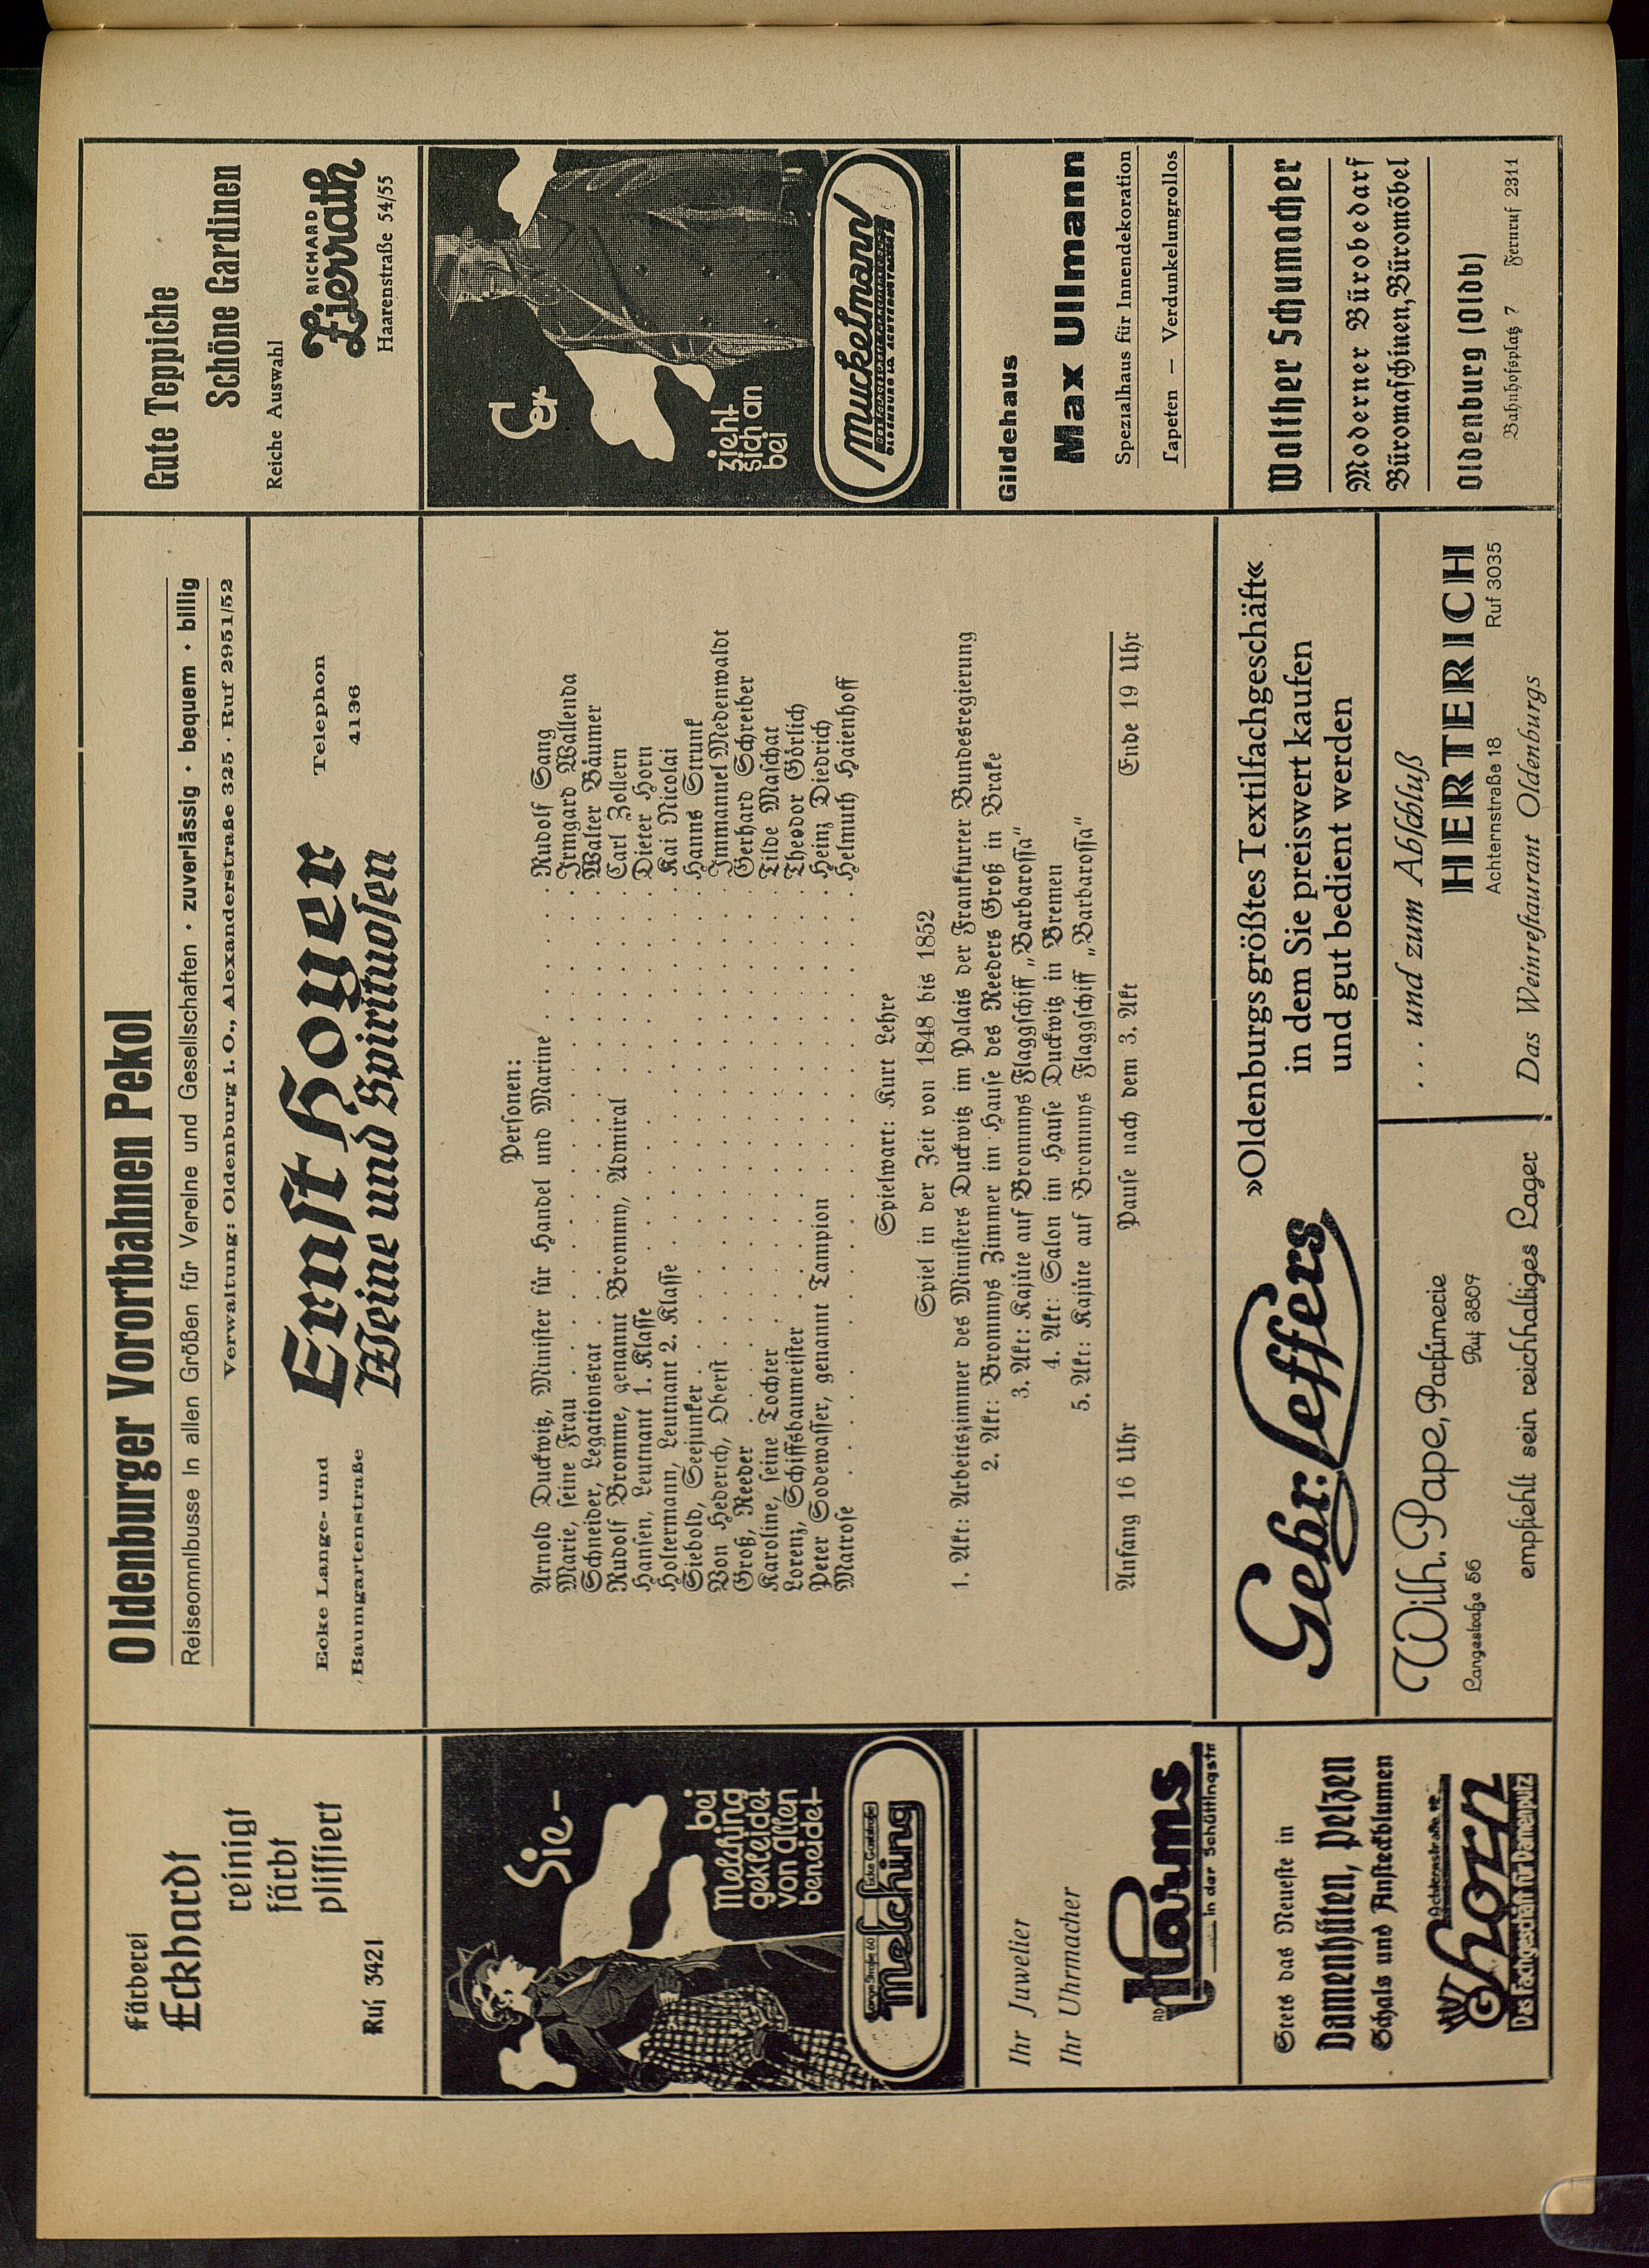 Färberei
Eckhardt
reinigt
färbt
plissiert
Ruf 3421
Sie-
bei
Melching
gekleidet
von allen
beneidet-
Lange Straße 60 Ecke Gaststraße
Melching
Ihr Juwelier
Ihr Uhrmacher
AD
Harms
in der Schüttingstr
Stets das Neueste in
Damenhüten, Pelzen
Schals und Ansteckblumen
Achternstraße
G horn
Das Fachgeschäft für Damenputz
Oldenburger Vorortbahnen Pekol
Reiseomnibusse in allen Größen für Vereine und Gesellschaften · zuverlässig · bequem · billig
Verwaltung: Oldenburg i. O., Alexanderstraße 325 · Ruf 2951/52
Ecke Lange- und
Baumgartenstraße
Ernst Hoyer
Weine und Spirituosen
Telephon
4136
Personen:
Arnold Duckwitz, Minister für Handel und Marine . . . . . . Rudolf Sang
Marie, seine Frau . . . . . . Irmgard Wallenda
Schneider, Legationsrat . . . . . . Walter Bäumer
Rudolf Bromme, genannt Brommy, Admiral . . . . . . Carl Zollern
Hansen, Leutnant 1. Klasse . . . . . . Dieter Horn
Holtermann, Leutnant 2. Klasse . . . . . . Kai Nicolai
Siebold, Seejunker . . . . . . Hanns Strunk
Von Hederich, Oberst . . . . . . Immanuel Medenwaldt
Groß, Reeder . . . . . . Gerhard Schreiber
Karoline, seine Tochter . . . . . . Tilde Maschat
Lorenz, Schiffsbaumeister . . . . . . Theodor Görlich
Peter Sodewasser, genannt Tampion . . . . . . Heinz Diedrich
Matrose . . . . . . Helmuth Haienhoff
Spielwart: Kurt Lehre
Spiel in der Zeit von 1848 bis 1852
1. Akt: Arbeitszimmer des Ministers Duckwitz im Palais der Frankfurter Bundesregierung
2. Akt: Brommys Zimmer im Hause des Reeders Groß in Brake
3. Akt: Kajüte auf Brommys Flaggschiff „Barbarossa“
4. Akt: Salon im Hause Duckwitz in Bremen
5. Akt: Kajüte auf Brommys Flaggschiff „Barbarossa“
Anfang 16 Uhr Pause nach dem 3. Akt Ende 19 Uhr
Gebr. Leffers
»Oldenburgs größtes Textilfachgeschäft«
in dem Sie preiswert kaufen
und gut bedient werden
Wilh. Pape, Parfümerie
Langestraße 56 Ruf 3807
empfiehlt sein reichhaltiges Lager
. . . und zum Abschluß
HERTERICH
Achternstraße 18 Ruf 3035
Das Weinrestaurant Oldenburgs
Gute Teppiche
Schöne Gardinen
Reiche Auswahl
RICHARD
Zierath
Haarenstraße 54/55
Er
zieht
sich an
bei
Muckelmann
OLDENBURG i.O. ACHTERNSTRASSE
Gildehaus
Max Ullmann
Spezialhaus für Innendekoration
Tapeten — Verdunkelungrollos
Walther Schumacher
Moderner Bürobedarf
Büromaschinen, Büromöbel
Oldenburg (Oldb)
Bahnhofsplatz 7 Fernruf 2311